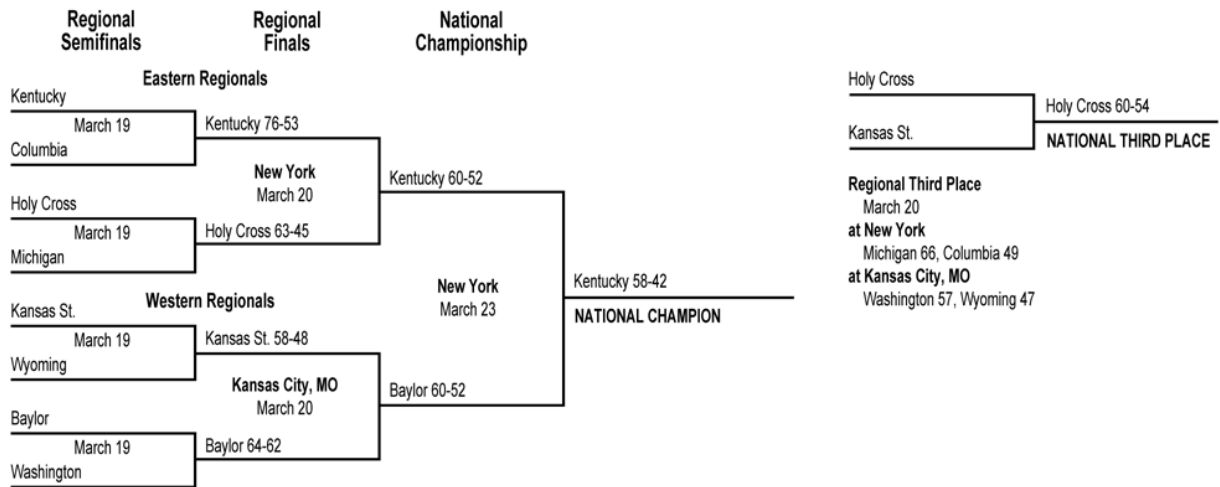 Regional
Semifinals
Regional
Finals
National
Championship
Eastern Regionals
Kentucky
March 19
Columbia
Kentucky 76-53
New York
March 20
Holy Cross
March 19
Michigan
Holy Cross 63-45
Kentucky 60-52
Western Regionals
Kansas St.
March 19
Wyoming
Kansas St. 58-48
Kansas City, MO
March 20
Baylor
March 19
Washington
Baylor 64-62
Baylor 60-52
New York
March 23
Kentucky 58-42
NATIONAL CHAMPION
Holy Cross
Kansas St.
Holy Cross 60-54
NATIONAL THIRD PLACE
Regional Third Place
March 20
at New York
Michigan 66, Columbia 49
at Kansas City, MO
Washington 57, Wyoming 47